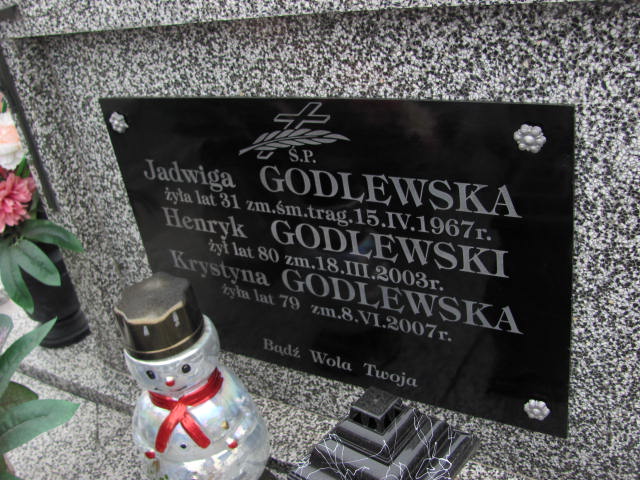 Ś.P.
Jadwiga GODLEWSKA
żyła lat 31 zm.śm.trag.15.IV.1967r.
Henryk GODLEWSKI
żył lat 80 zm.18.III.2003r.
Krystyna GODLEWSKA
żyła lat 79 zm.8.VI.2007r.
Bądź Wola Twoja